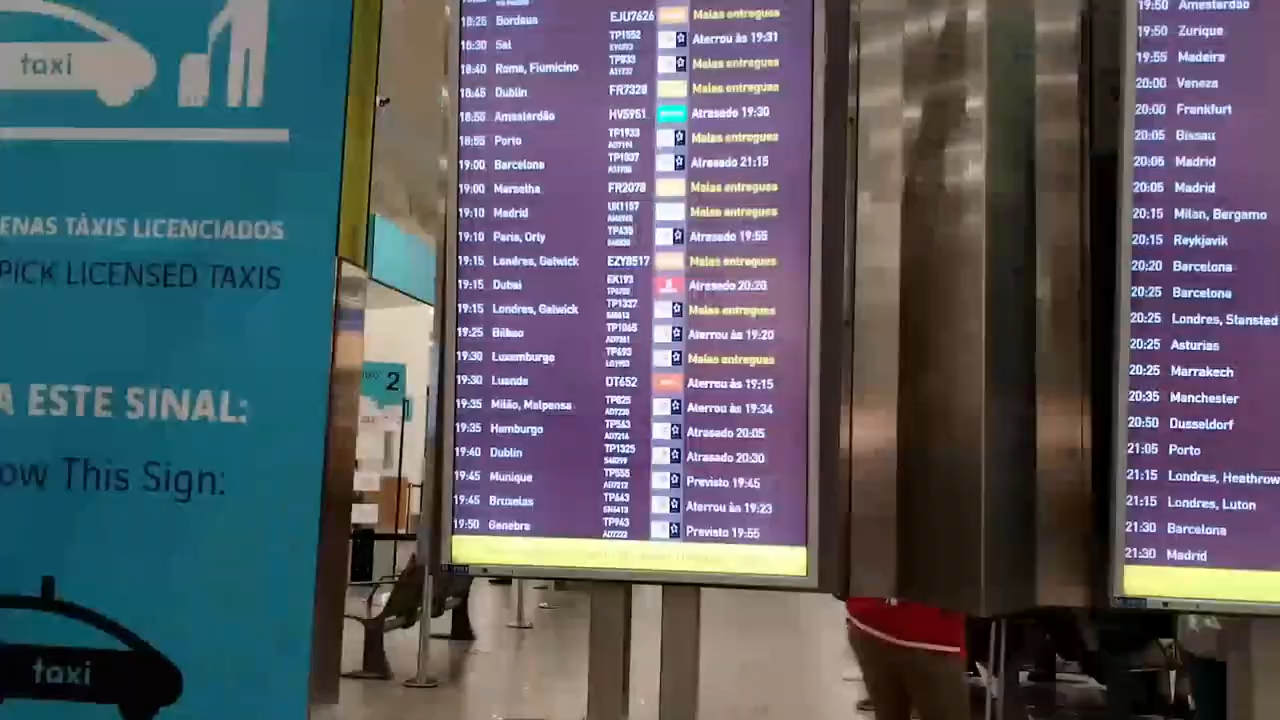 taxi
ENAS TÁXIS LICENCIADOS
PICK LICENSED TAXIS
A ESTE SINAL:
ow This Sign:
taxi
2
18:25 Bordeus EJU7626 Malas entregues
18:30 Sal TP1552 Aterrou às 19:31
18:40 Roma, Fiumicino TP833 Malas entregues
18:45 Dublin FR7328 Malas entregues
18:50 Amesterdão HV5951 Atrasado 19:30
18:55 Porto TP1933 Malas entregues
19:00 Barcelona TP1037 Atrasado 21:15
19:00 Marselha FR2078 Malas entregues
19:10 Madrid UX1157 Malas entregues
19:10 Paris, Orly TP435 Atrasado 19:55
19:15 Londres, Gatwick EZY8517 Malas entregues
19:15 Dubai EK193 Atrasado 20:20
19:15 Londres, Gatwick TP1327 Malas entregues
19:25 Bilbao TP1065 Aterrou às 19:20
19:30 Luxemburgo TP693 Malas entregues
19:30 Luanda DT652 Aterrou às 19:15
19:35 Milão, Malpensa TP825 Aterrou às 19:34
19:35 Hamburgo TP563 Atrasado 20:05
19:40 Dublin TP1325 Atrasado 20:30
19:45 Munique TP555 Previsto 19:45
19:45 Bruxelas TP643 Aterrou às 19:23
19:50 Genebra TP943 Previsto 19:55
19:50 Amesterdão
19:50 Zurique
19:55 Madeira
20:00 Veneza
20:00 Frankfurt
20:05 Bissau
20:05 Madrid
20:05 Madrid
20:15 Milan, Bergamo
20:15 Reykjavik
20:20 Barcelona
20:25 Barcelona
20:25 Londres, Stansted
20:25 Asturias
20:25 Marrakech
20:35 Manchester
20:50 Dusseldorf
21:05 Porto
21:15 Londres, Heathrow
21:15 Londres, Luton
21:30 Barcelona
21:30 Madrid